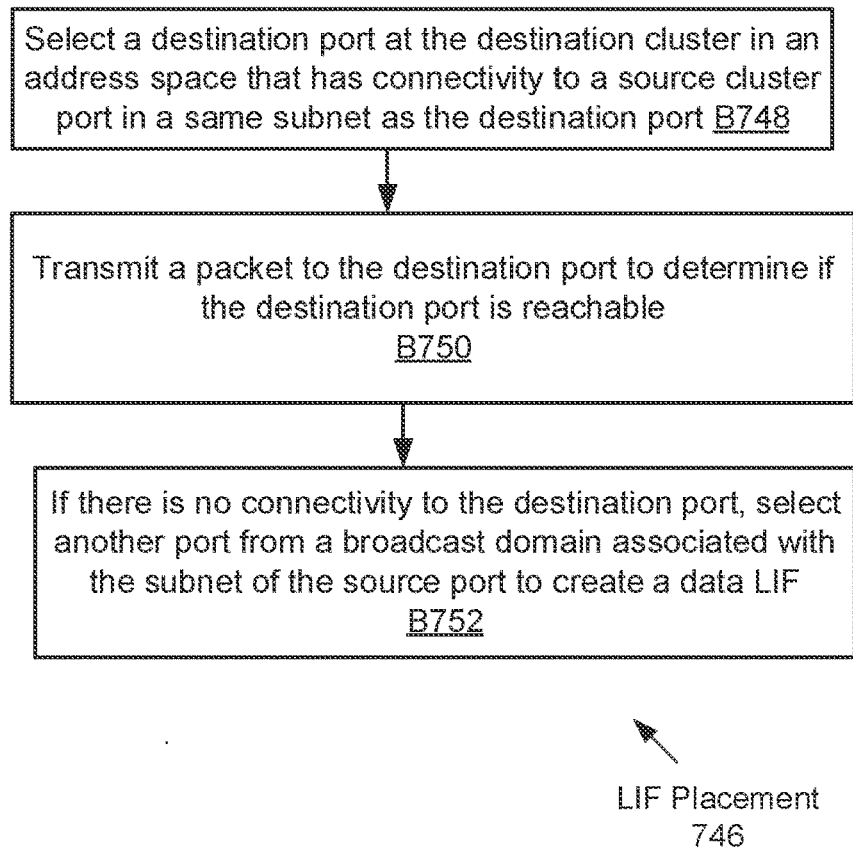 Select a destination port at the destination cluster in an
address space that has connectivity to a source cluster
port in a same subnet as the destination port B748
Transmit a packet to the destination port to determine if
the destination port is reachable
B750
If there is no connectivity to the destination port, select
another port from a broadcast domain associated with
the subnet of the source port to create a data LIF
B752
LIF Placement
746